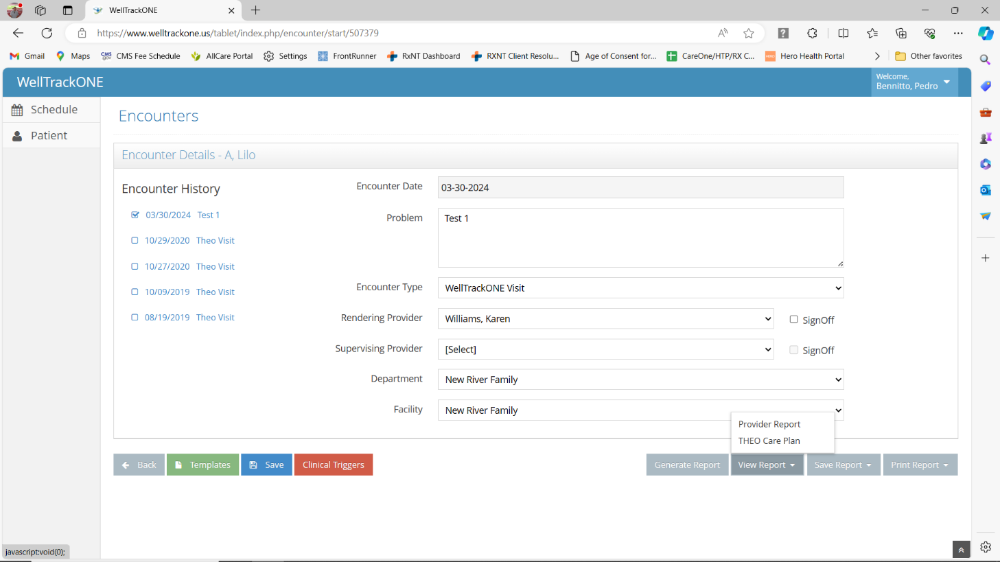 WellTrackONE
https://www.welltrackone.us/tablet/index.php/encounter/start/507379
Gmail
Maps
CMS Fee Schedule
AllCare Portal
Settings
FrontRunner
RxNT Dashboard
RXNT Client Resolu...
Age of Consent for...
CareOne/HTP/RX C...
Hero Health Portal
Other favorites
WellTrackONE
Welcome,
Bennitto, Pedro
Schedule
Patient
Encounters
Encounter Details - A, Lilo
Encounter History
03/30/2024 Test 1
10/29/2020 Theo Visit
10/27/2020 Theo Visit
10/09/2019 Theo Visit
08/19/2019 Theo Visit
Encounter Date 03-30-2024
Problem Test 1
Encounter Type WellTrackONE Visit
Rendering Provider Williams, Karen SignOff
Supervising Provider [Select] SignOff
Department New River Family
Facility New River Family
Provider Report
THEO Care Plan
Back Templates Save Clinical Triggers Generate Report View Report Save Report Print Report
javascript:void(0);